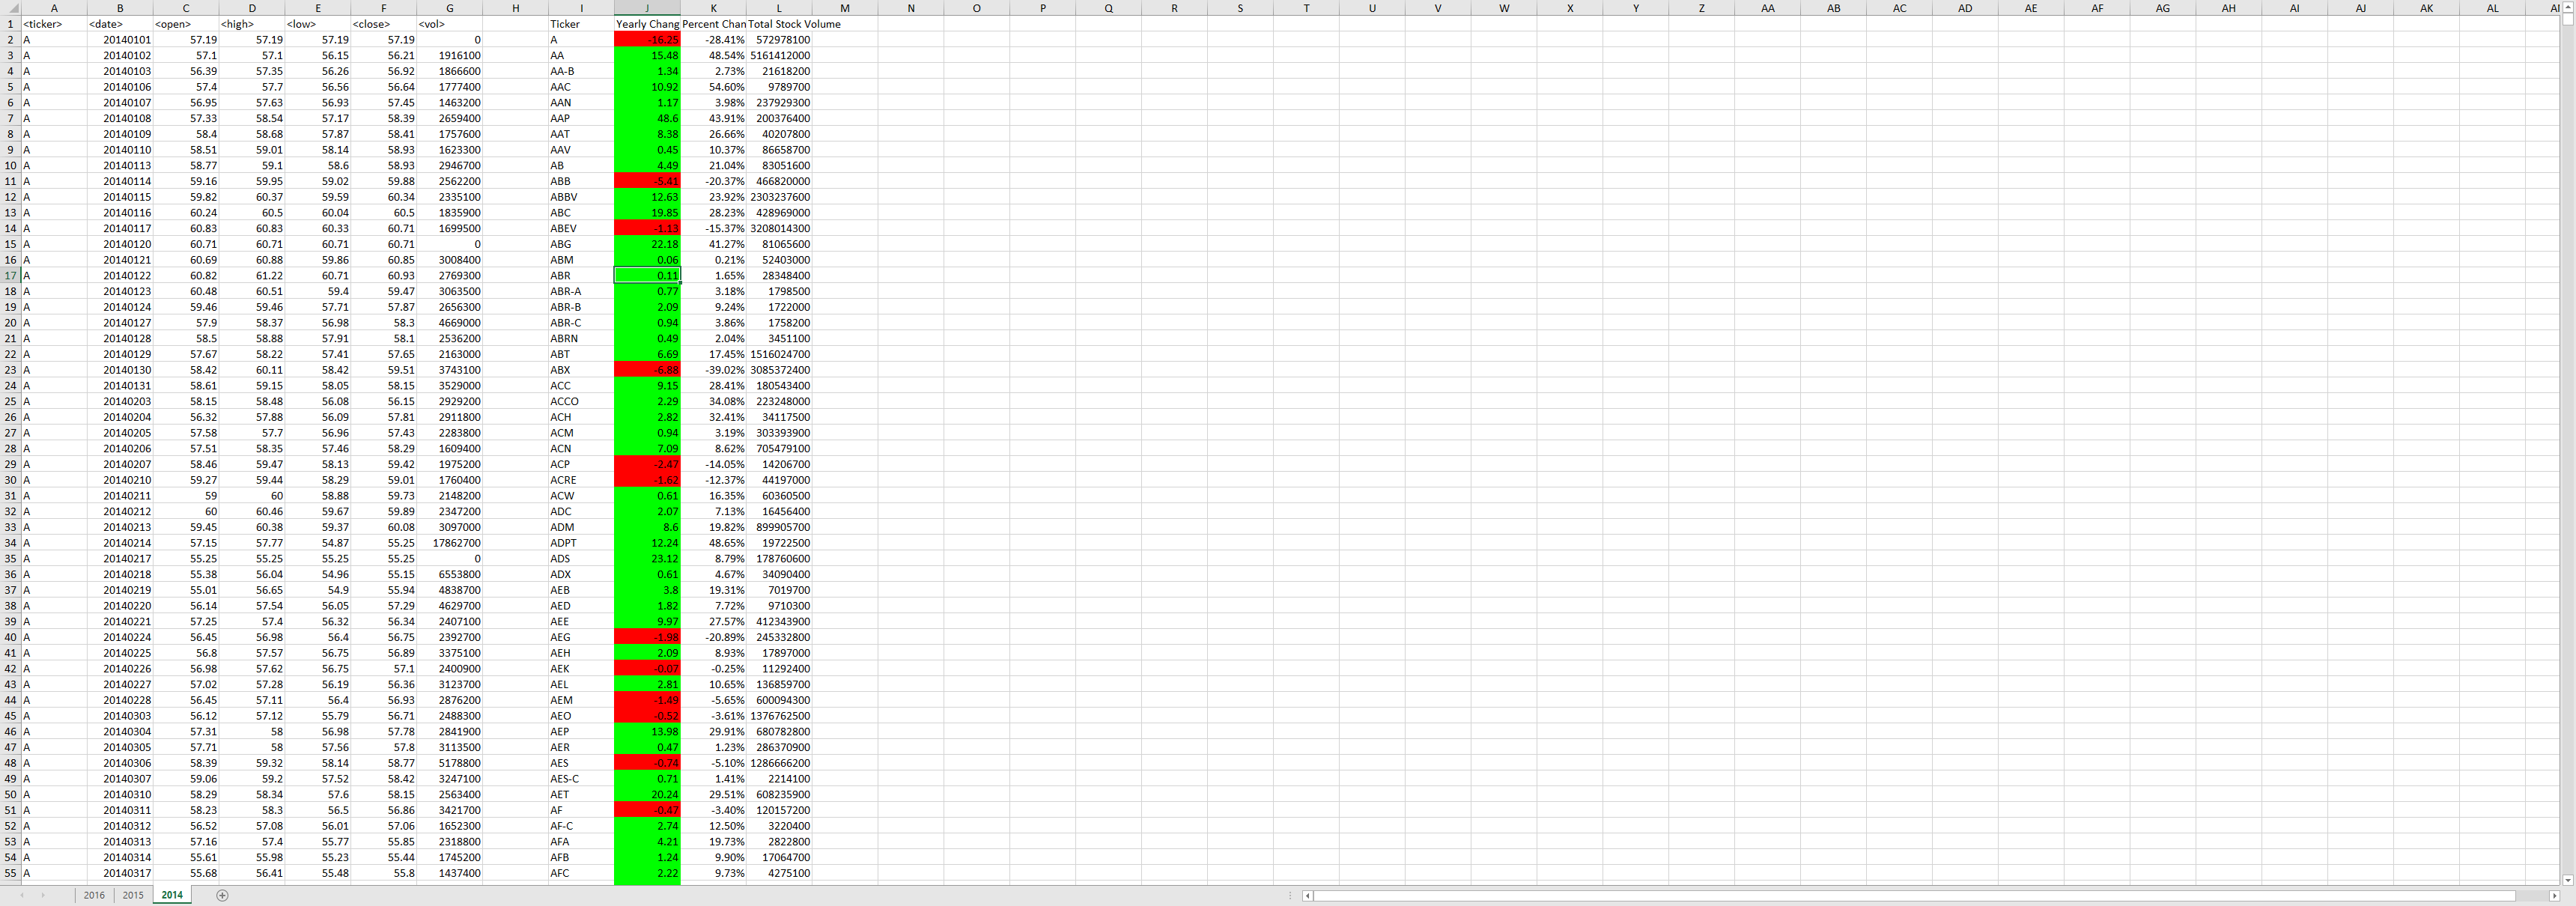 A B C D E F G H I J K L M N O P Q R S T U V W X Y Z AA AB AC AD AE AF AG AH AI AJ AK AL
1 <ticker> <date> <open> <high> <low> <close> <vol> Ticker Yearly Chang Percent Chan Total Stock Volume
2 A 20140101 57.19 57.19 57.19 57.19 0 A -16.25 -28.41% 572978100
3 A 20140102 57.1 57.1 56.15 56.21 1916100 AA 15.48 48.54% 5161412000
4 A 20140103 56.39 57.35 56.26 56.92 1866600 AA-B 1.34 2.73% 21618200
5 A 20140106 57.4 57.7 56.56 56.64 1777400 AAC 10.92 54.60% 9789700
6 A 20140107 56.95 57.63 56.93 57.45 1463200 AAN 1.17 3.98% 237929300
7 A 20140108 57.33 58.54 57.17 58.39 2659400 AAP 48.6 43.91% 200376400
8 A 20140109 58.4 58.68 57.87 58.41 1757600 AAT 8.38 26.66% 40207800
9 A 20140110 58.51 59.01 58.14 58.93 1623300 AAV 0.45 10.37% 86658700
10 A 20140113 58.77 59.1 58.6 58.93 2946700 AB 4.49 21.04% 83051600
11 A 20140114 59.16 59.95 59.02 59.88 2562200 ABB -5.41 -20.37% 466820000
12 A 20140115 59.82 60.37 59.59 60.34 2335100 ABBV 12.63 23.92% 2303237600
13 A 20140116 60.24 60.5 60.04 60.5 1835900 ABC 19.85 28.23% 428969000
14 A 20140117 60.83 60.83 60.33 60.71 1699500 ABEV -1.13 -15.37% 3208014300
15 A 20140120 60.71 60.71 60.71 60.71 0 ABG 22.18 41.27% 81065600
16 A 20140121 60.69 60.88 59.86 60.85 3008400 ABM 0.06 0.21% 52403000
17 A 20140122 60.82 61.22 60.71 60.93 2769300 ABR 0.11 1.65% 28348400
18 A 20140123 60.48 60.51 59.4 59.47 3063500 ABR-A 0.77 3.18% 1798500
19 A 20140124 59.46 59.46 57.71 57.87 2656300 ABR-B 2.09 9.24% 1722000
20 A 20140127 57.9 58.37 56.98 58.3 4669000 ABR-C 0.94 3.86% 1758200
21 A 20140128 58.5 58.88 57.91 58.1 2536200 ABRN 0.49 2.04% 3451100
22 A 20140129 57.67 58.22 57.41 57.65 2163000 ABT 6.69 17.45% 1516024700
23 A 20140130 58.42 60.11 58.42 59.51 3743100 ABX -6.88 -39.02% 3085372400
24 A 20140131 58.61 59.15 58.05 58.15 3529000 ACC 9.15 28.41% 180543400
25 A 20140203 58.15 58.48 56.08 56.15 2929200 ACCO 2.29 34.08% 223248000
26 A 20140204 56.32 57.88 56.09 57.81 2911800 ACH 2.82 32.41% 34117500
27 A 20140205 57.58 57.7 56.96 57.43 2283800 ACM 0.94 3.19% 303393900
28 A 20140206 57.51 58.35 57.46 58.29 1609400 ACN 7.09 8.62% 705479100
29 A 20140207 58.46 59.47 58.13 59.42 1975200 ACP -2.47 -14.05% 14206700
30 A 20140210 59.27 59.44 58.29 59.01 1760400 ACRE -1.62 -12.37% 44197000
31 A 20140211 59 60 58.88 59.73 2148200 ACW 0.61 16.35% 60360500
32 A 20140212 60 60.46 59.67 59.89 2347200 ADC 2.07 7.13% 16456400
33 A 20140213 59.45 60.38 59.37 60.08 3097000 ADM 8.6 19.82% 899905700
34 A 20140214 57.15 57.77 54.87 55.25 17862700 ADPT 12.24 48.65% 19722500
35 A 20140217 55.25 55.25 55.25 55.25 0 ADS 23.12 8.79% 178760600
36 A 20140218 55.38 56.04 54.96 55.15 6553800 ADX 0.61 4.67% 34090400
37 A 20140219 55.01 56.65 54.9 55.94 4838700 AEB 3.8 19.31% 7019700
38 A 20140220 56.14 57.54 56.05 57.29 4629700 AED 1.82 7.72% 9710300
39 A 20140221 57.25 57.4 56.32 56.34 2407100 AEE 9.97 27.57% 412343900
40 A 20140224 56.45 56.98 56.4 56.75 2392700 AEG -1.98 -20.89% 245332800
41 A 20140225 56.8 57.57 56.75 56.89 3375100 AEH 2.09 8.93% 17897000
42 A 20140226 56.98 57.62 56.75 57.1 2400900 AEK -0.07 -0.25% 11292400
43 A 20140227 57.02 57.28 56.19 56.36 3123700 AEL 2.81 10.65% 136859700
44 A 20140228 56.45 57.11 56.4 56.93 2876200 AEM -1.49 -5.65% 600094300
45 A 20140303 56.12 57.12 55.79 56.71 2488300 AEO -0.52 -3.61% 1376762500
46 A 20140304 57.31 58 56.98 57.78 2841900 AEP 13.98 29.91% 680782800
47 A 20140305 57.71 58 57.56 57.8 3113500 AER 0.47 1.23% 286370900
48 A 20140306 58.39 59.32 58.14 58.77 5178800 AES -0.74 -5.10% 1286666200
49 A 20140307 59.06 59.2 57.52 58.42 3247100 AES-C 0.71 1.41% 2214100
50 A 20140310 58.29 58.34 57.6 58.15 2563400 AET 20.24 29.51% 608235900
51 A 20140311 58.23 58.3 56.5 56.86 3421700 AF -0.47 -3.40% 120157200
52 A 20140312 56.52 57.08 56.01 57.06 1652300 AF-C 2.74 12.50% 3220400
53 A 20140313 57.16 57.4 55.77 55.85 2318800 AFA 4.21 19.73% 2822800
54 A 20140314 55.61 55.98 55.23 55.44 1745200 AFB 1.24 9.90% 17064700
55 A 20140317 55.68 56.41 55.48 55.8 1437400 AFC 2.22 9.73% 4275100
2016 2015 2014